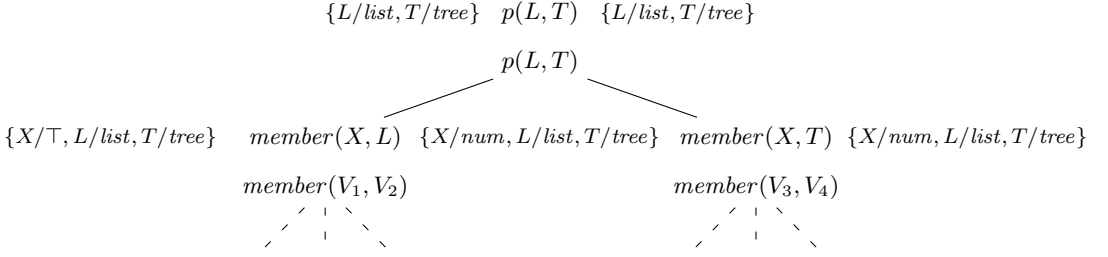 {L/list, T/tree} p(L, T) {L/list, T/tree}
p(L, T)
{X/⊤, L/list, T/tree} member(X, L) {X/num, L/list, T/tree} member(X, T) {X/num, L/list, T/tree}
member(V₁, V₂) member(V₃, V₄)